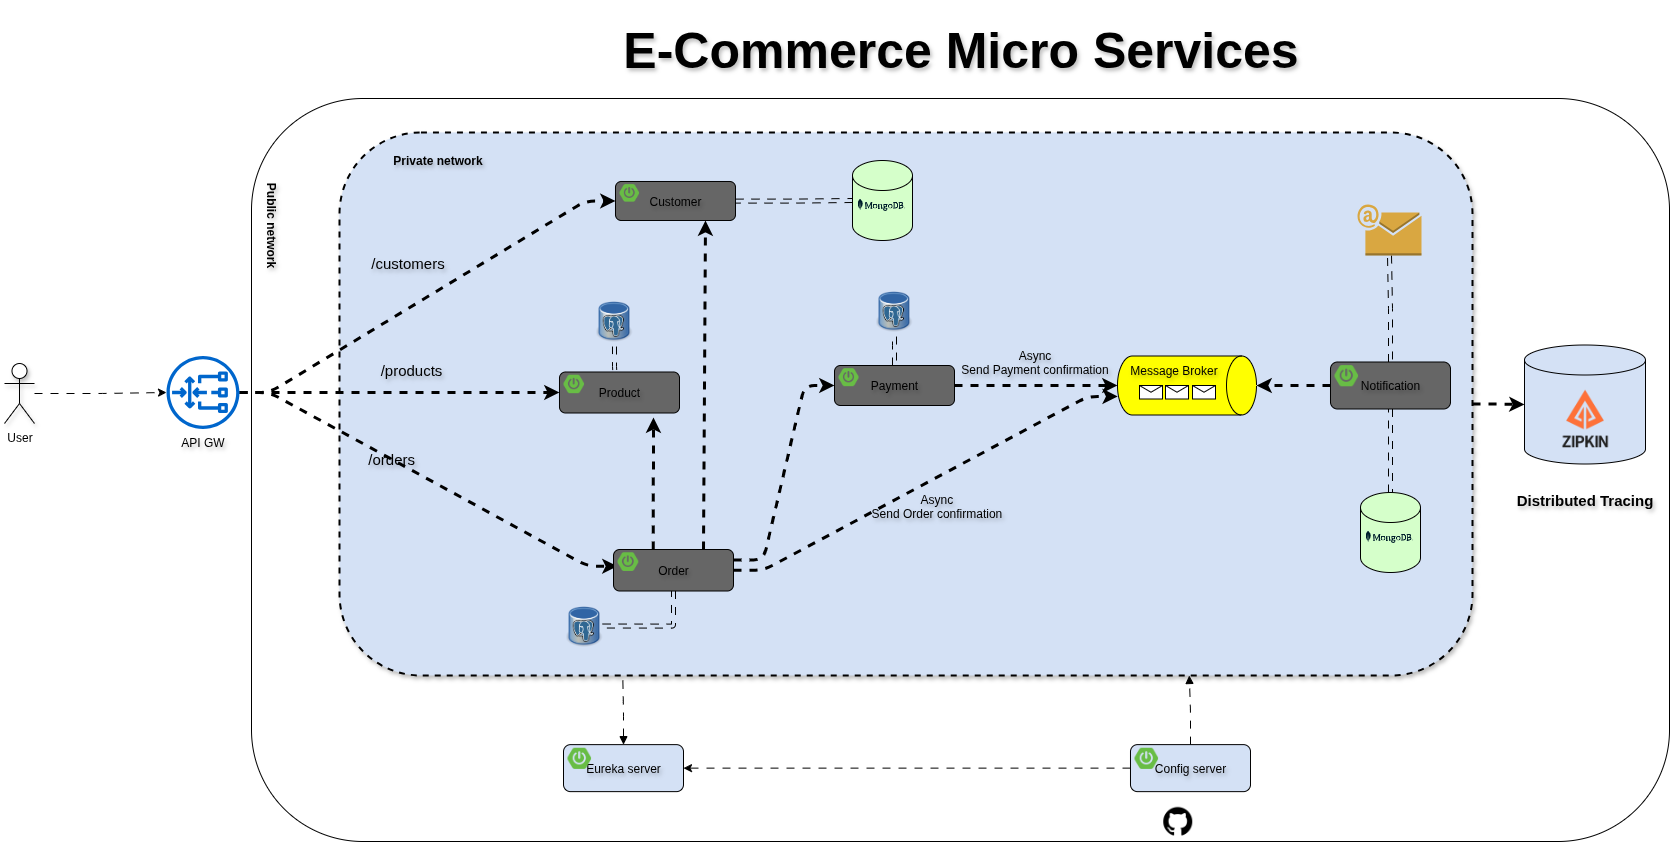 E-Commerce Micro Services
Private network
Public network
Customer
MongoDB
/customers
@
/products
Product
Payment
Async
Send Payment confirmation
Message Broker
Notification
User
API GW
/orders
ZIPKIN
Distributed Tracing
Async
Send Order confirmation
MongoDB
Order
Eureka server
Config server